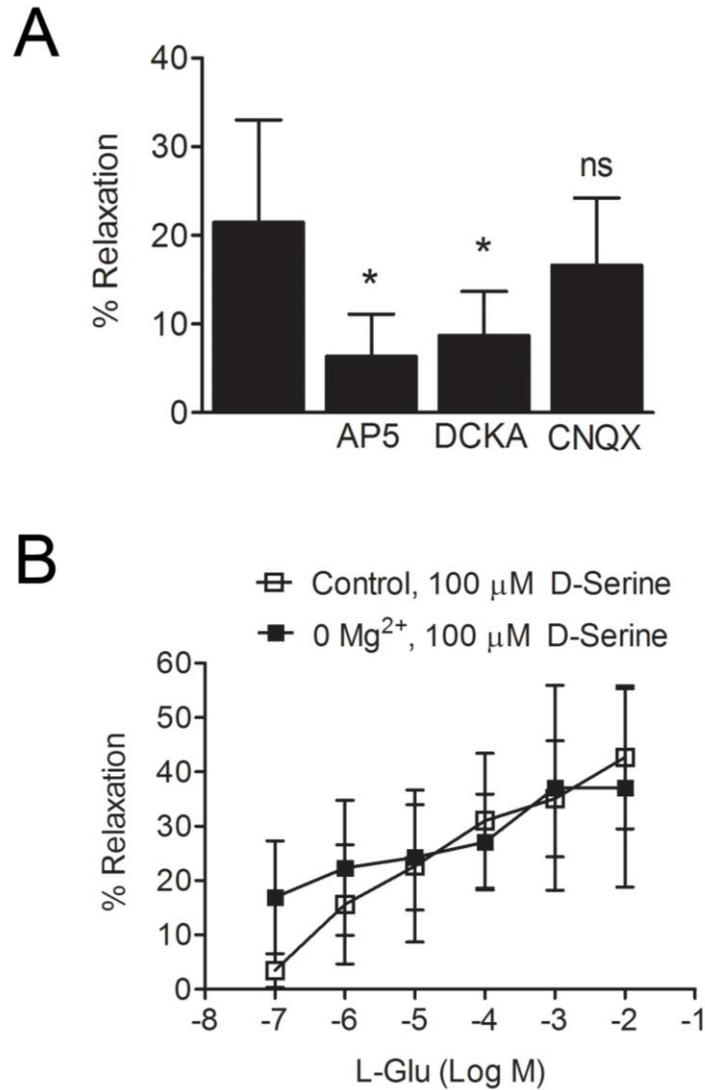 A
% Relaxation
40
30
20
10
0
*
*
ns
AP5 DCKA CNQX
B
Control, 100 μM D-Serine
0 Mg²⁺, 100 μM D-Serine
% Relaxation
60
50
40
30
20
10
0
-8 -7 -6 -5 -4 -3 -2 -1
L-Glu (Log M)